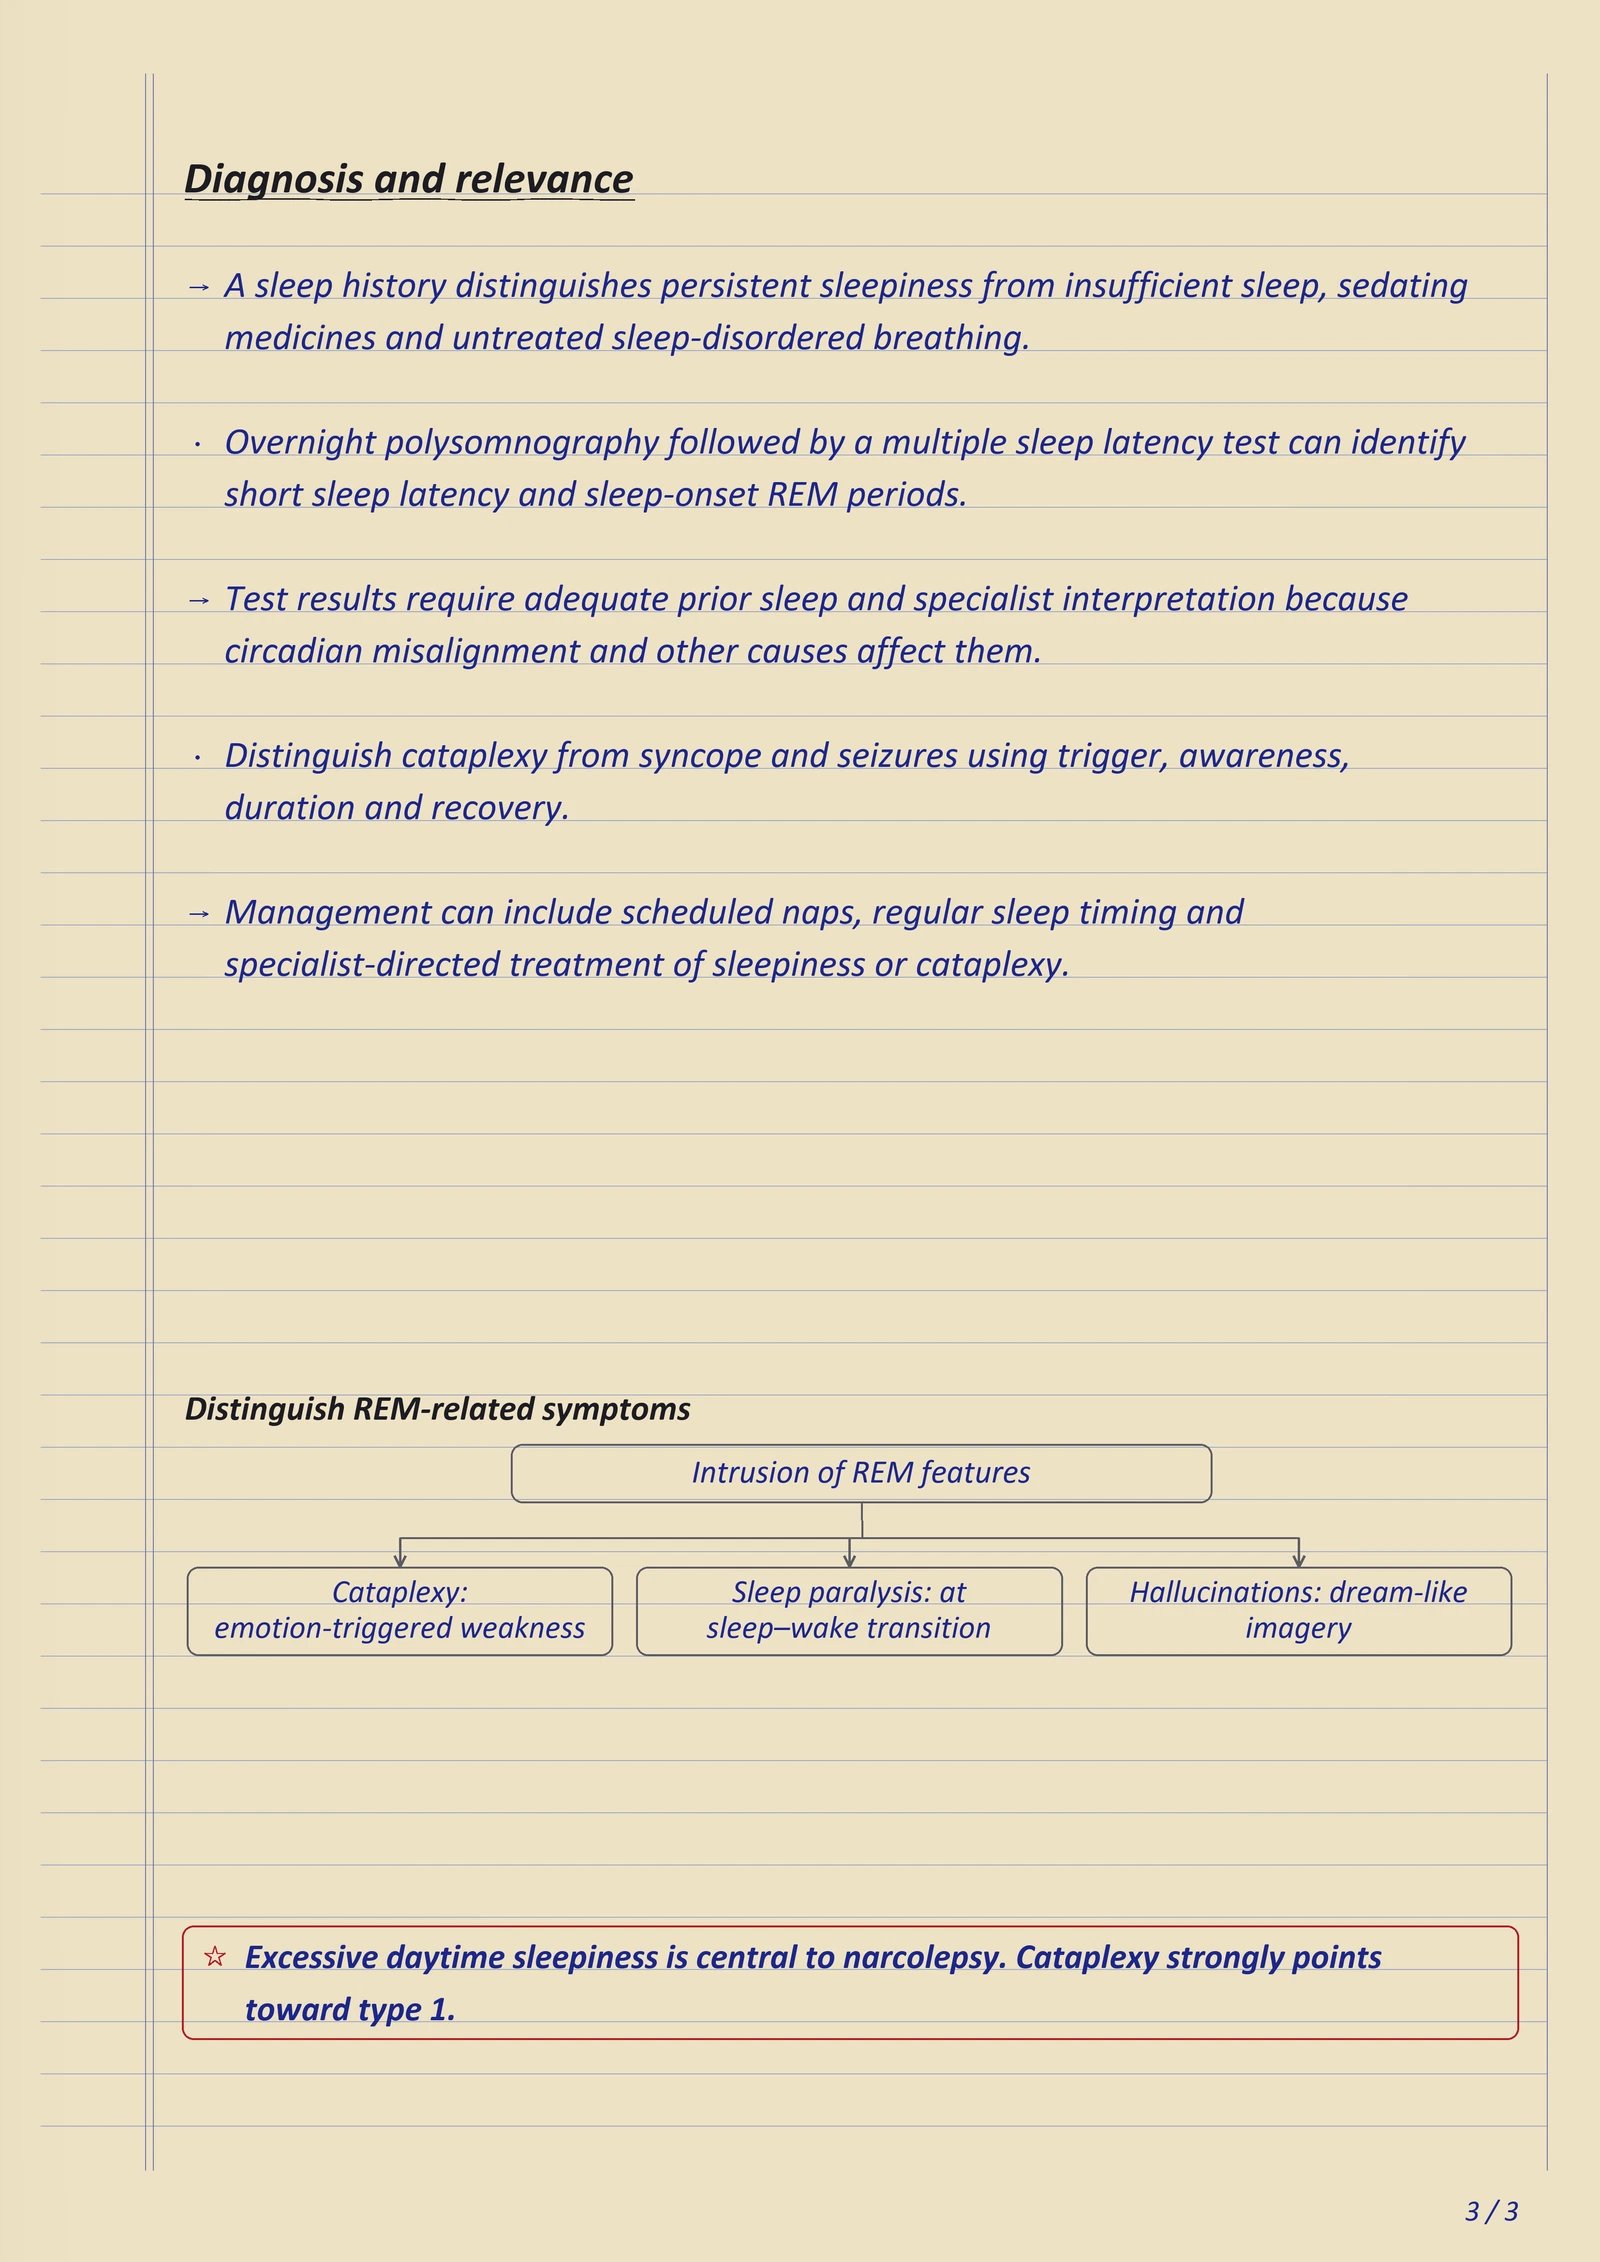 Diagnosis and relevance
→ A sleep history distinguishes persistent sleepiness from insufficient sleep, sedating
medicines and untreated sleep-disordered breathing.
· Overnight polysomnography followed by a multiple sleep latency test can identify
short sleep latency and sleep-onset REM periods.
→ Test results require adequate prior sleep and specialist interpretation because
circadian misalignment and other causes affect them.
· Distinguish cataplexy from syncope and seizures using trigger, awareness,
duration and recovery.
→ Management can include scheduled naps, regular sleep timing and
specialist-directed treatment of sleepiness or cataplexy.
Distinguish REM-related symptoms
Intrusion of REM features
Cataplexy:
emotion-triggered weakness
Sleep paralysis: at
sleep–wake transition
Hallucinations: dream-like
imagery
☆ Excessive daytime sleepiness is central to narcolepsy. Cataplexy strongly points
toward type 1.
3 / 3